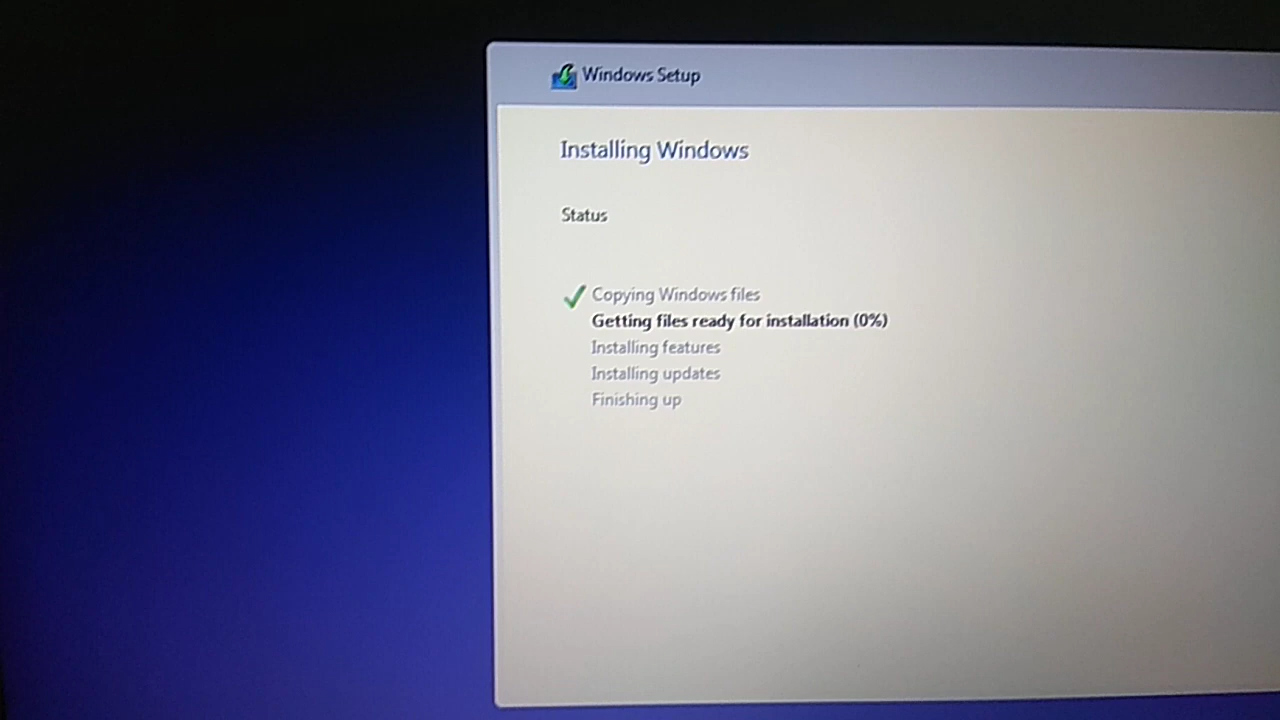 Windows Setup
Installing Windows
Status
Copying Windows files
Getting files ready for installation (0%)
Installing features
Installing updates
Finishing up